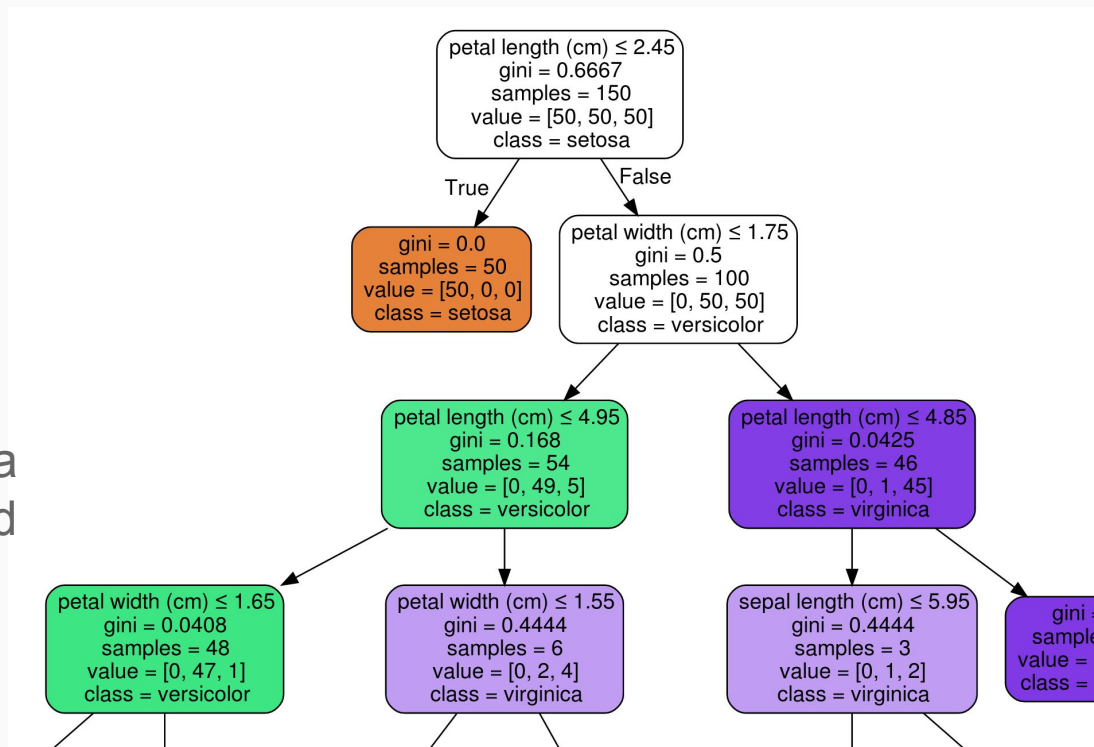 petal length (cm) ≤ 2.45
gini = 0.6667
samples = 150
value = [50, 50, 50]
class = setosa
True
False
gini = 0.0
samples = 50
value = [50, 0, 0]
class = setosa
petal width (cm) ≤ 1.75
gini = 0.5
samples = 100
value = [0, 50, 50]
class = versicolor
petal length (cm) ≤ 4.95
gini = 0.168
samples = 54
value = [0, 49, 5]
class = versicolor
petal length (cm) ≤ 4.85
gini = 0.0425
samples = 46
value = [0, 1, 45]
class = virginica
a
d
petal width (cm) ≤ 1.65
gini = 0.0408
samples = 48
value = [0, 47, 1]
class = versicolor
petal width (cm) ≤ 1.55
gini = 0.4444
samples = 6
value = [0, 2, 4]
class = virginica
sepal length (cm) ≤ 5.95
gini = 0.4444
samples = 3
value = [0, 1, 2]
class = virginica
gini =
sample
value =
class =